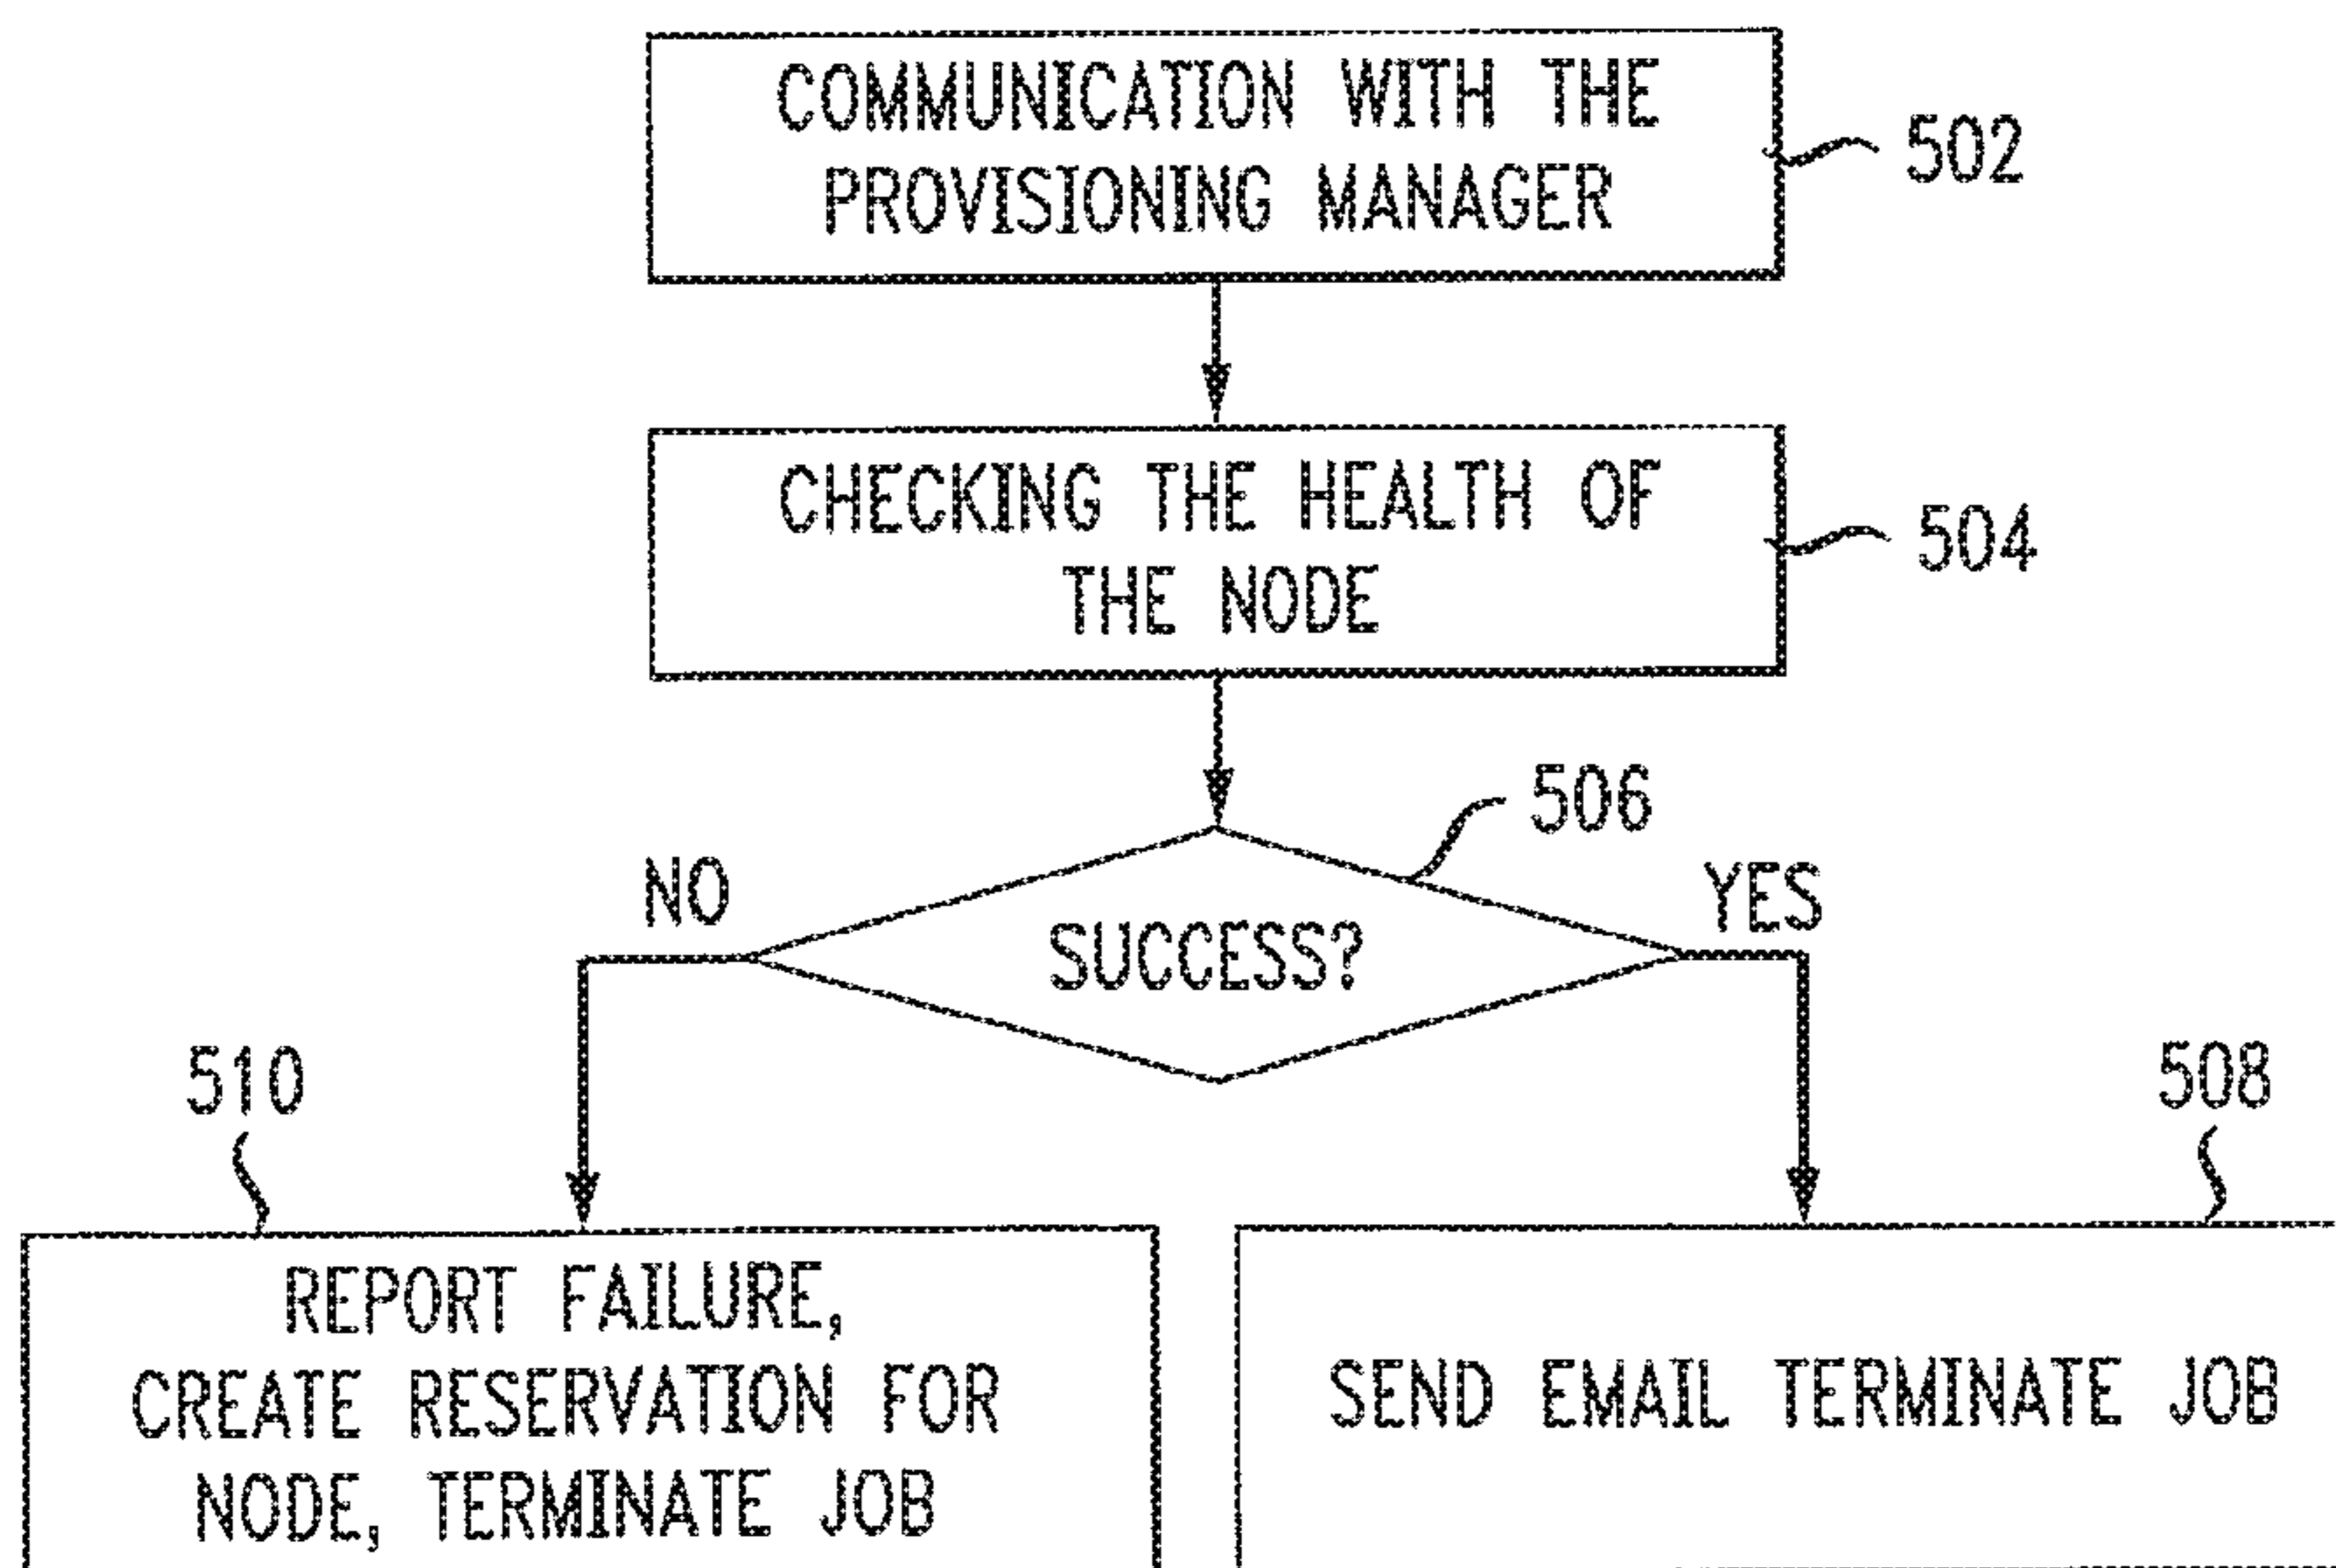 COMMUNICATION WITH THE
PROVISIONING MANAGER
502
CHECKING THE HEALTH OF
THE NODE
504
506
NO
YES
SUCCESS?
510
508
REPORT FAILURE,
CREATE RESERVATION FOR
NODE, TERMINATE JOB
SEND EMAIL TERMINATE JOB